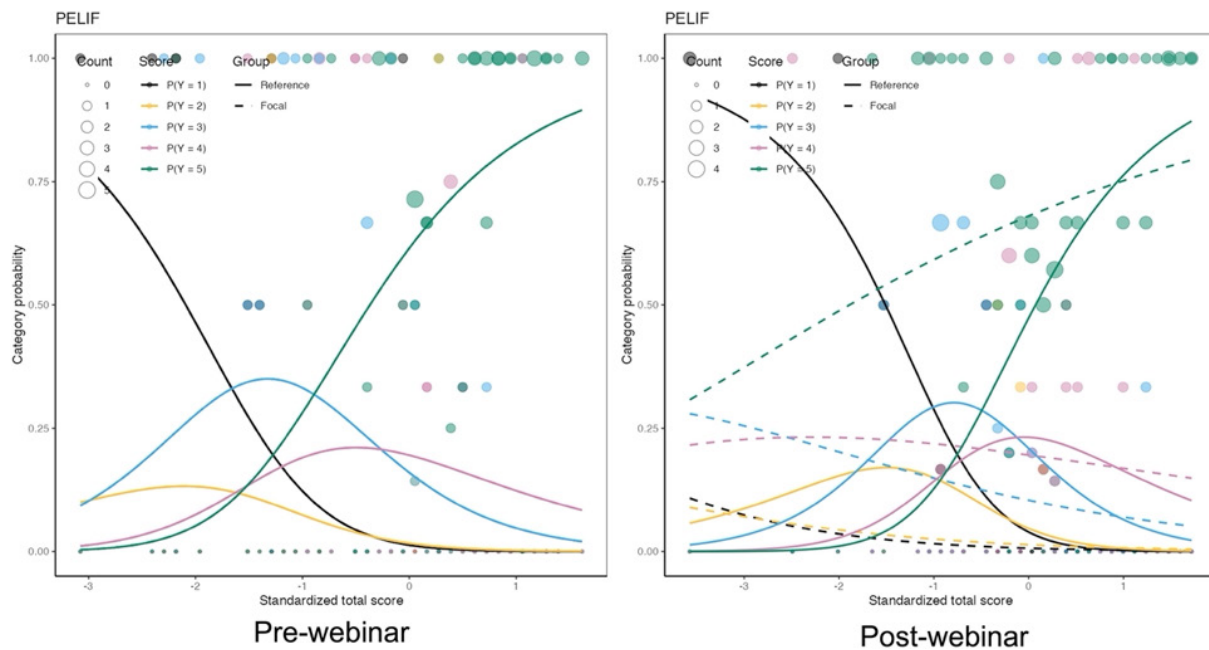 PELIF
1.00
0.75
0.50
0.25
0.00
Category probability
Count
0
1
2
3
4
5
Score
P(Y = 1)
P(Y = 2)
P(Y = 3)
P(Y = 4)
P(Y = 5)
Group
Reference
Focal
-3
-2
-1
0
1
Standardized total score
Pre-webinar
PELIF
1.00
0.75
0.50
0.25
0.00
Category probability
Count
0
1
2
3
4
Score
P(Y = 1)
P(Y = 2)
P(Y = 3)
P(Y = 4)
P(Y = 5)
Group
Reference
Focal
-3
-2
-1
0
1
Standardized total score
Post-webinar